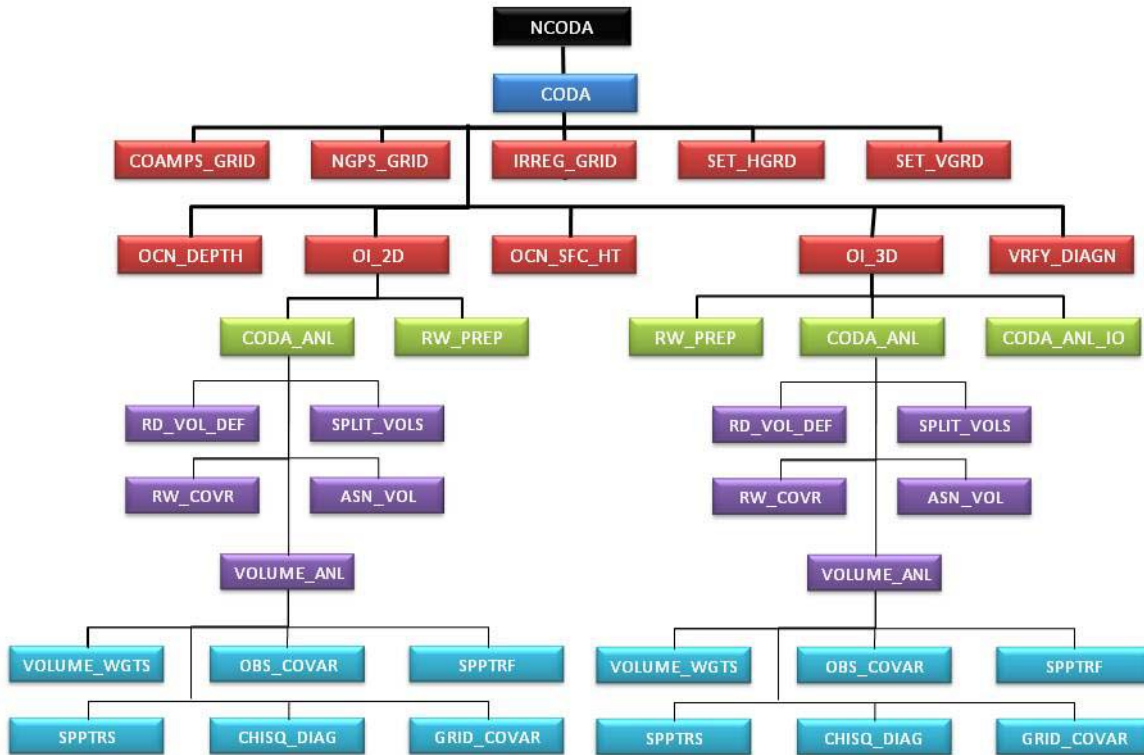 NCODA
CODA
COAMPS_GRID NGPS_GRID IRREG_GRID SET_HGRD SET_VGRD
OCN_DEPTH OI_2D OCN_SFC_HT OI_3D VRFY_DIAGN
CODA_ANL RW_PREP RW_PREP CODA_ANL CODA_ANL_IO
RD_VOL_DEF SPLIT_VOLS RD_VOL_DEF SPLIT_VOLS
RW_COVR ASN_VOL RW_COVR ASN_VOL
VOLUME_ANL VOLUME_ANL
VOLUME_WGTS OBS_COVAR SPPTRF VOLUME_WGTS OBS_COVAR SPPTRF
SPPTRS CHISQ_DIAG GRID_COVAR SPPTRS CHISQ_DIAG GRID_COVAR